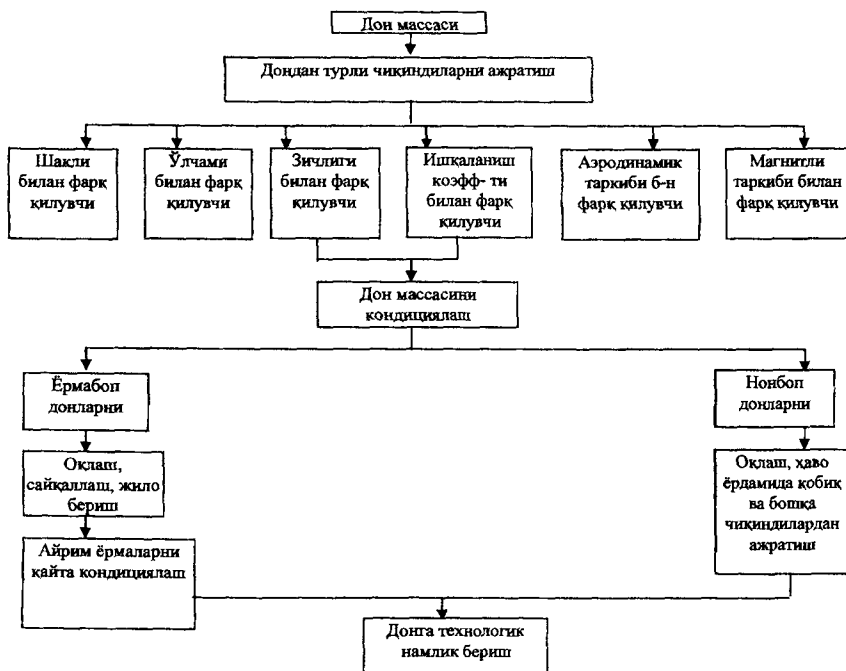 Дон массаси
Дондан турли чиқиндиларни ажратиш
Шакли
билан фарқ
қилувчи
Ўлчами
билан фарқ
қилувчи
Зичлиги
билан фарқ
қилувчи
Ишқаланиш
коэфф- ти
билан фарқ
қилувчи
Аэродинамик
таркиби б-н
фарқ қилувчи
Магнитли
таркиби билан
фарқ қилувчи
Дон массасини
кондициялаш
Ёрмабоп
донларни
Нонбоп
донларни
Оқлаш,
сайқаллаш, жило
бериш
Оқлаш, ҳаво
ёрдамида қобиқ
ва бошқа
чиқиндилардан
ажратиш
Айрим ёрмаларни
қайта кондициялаш
Донга технологик
намлик бериш